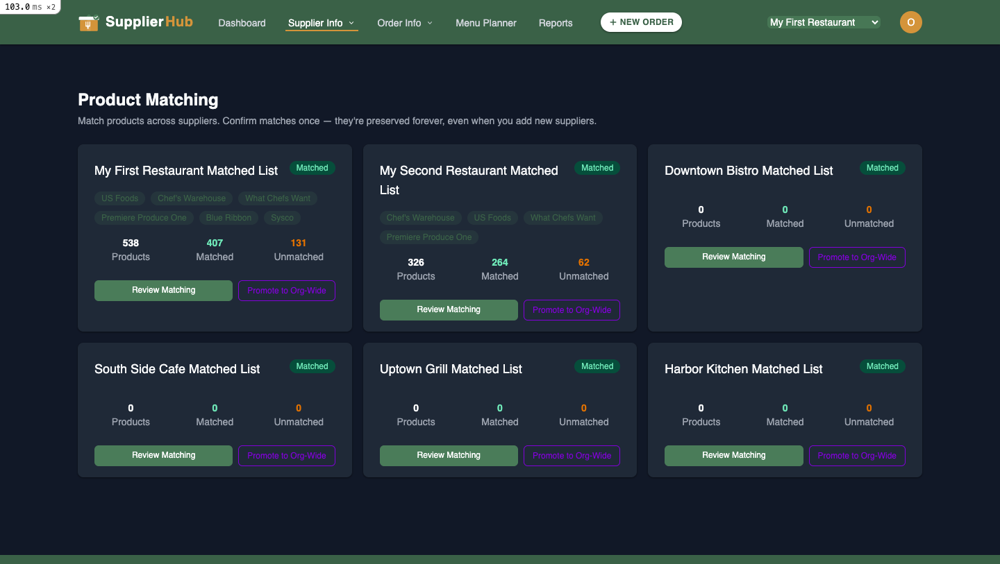 103.0 ms ×2
SupplierHub
Dashboard
Supplier Info
Order Info
Menu Planner
Reports
+ NEW ORDER
My First Restaurant
O
Product Matching
Match products across suppliers. Confirm matches once — they're preserved forever, even when you add new suppliers.
My First Restaurant Matched List
Matched
US Foods
Chef's Warehouse
What Chefs Want
Premiere Produce One
Blue Ribbon
Sysco
538
407
131
Products
Matched
Unmatched
Review Matching
Promote to Org-Wide
My Second Restaurant Matched
List
Matched
Chef's Warehouse
US Foods
What Chefs Want
Premiere Produce One
326
264
62
Products
Matched
Unmatched
Review Matching
Promote to Org-Wide
Downtown Bistro Matched List
Matched
0
0
0
Products
Matched
Unmatched
Review Matching
Promote to Org-Wide
South Side Cafe Matched List
Matched
0
0
0
Products
Matched
Unmatched
Review Matching
Promote to Org-Wide
Uptown Grill Matched List
Matched
0
0
0
Products
Matched
Unmatched
Review Matching
Promote to Org-Wide
Harbor Kitchen Matched List
Matched
0
0
0
Products
Matched
Unmatched
Review Matching
Promote to Org-Wide